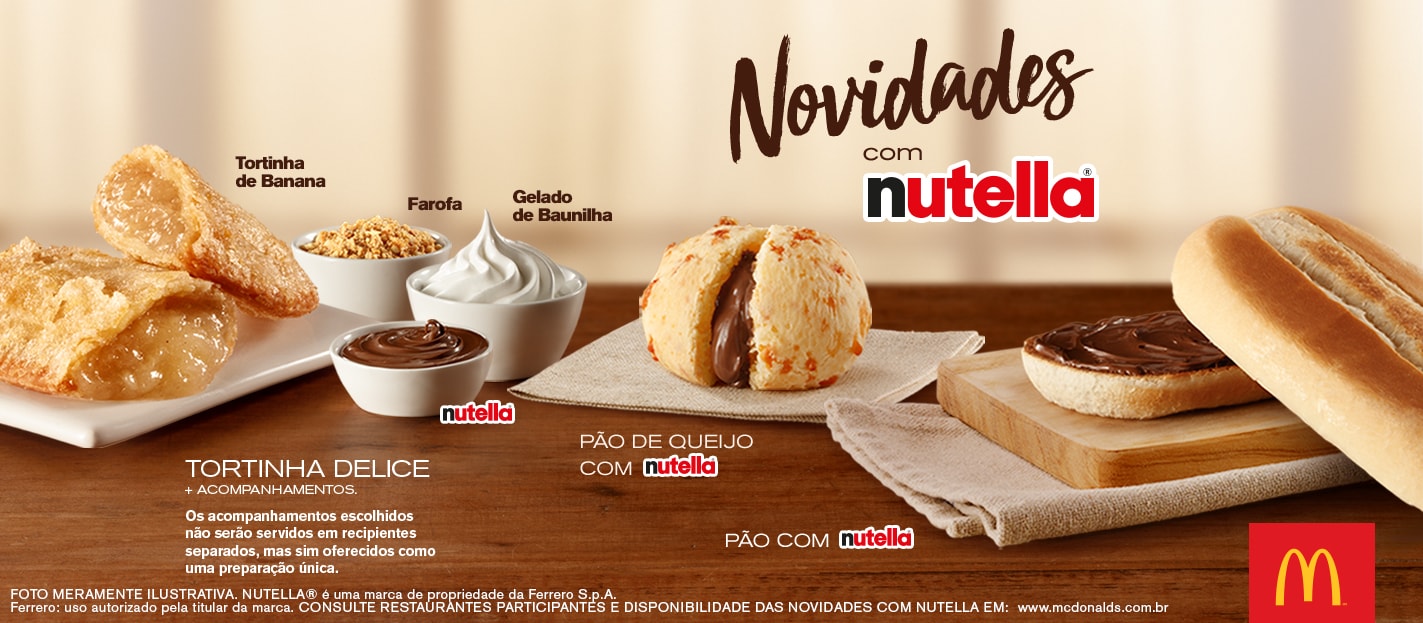 Novidades
com
nutella®
Tortinha
de Banana
Farofa
Gelado
de Baunilha
nutella
TORTINHA DELICE
+ ACOMPANHAMENTOS.
Os acompanhamentos escolhidos
não serão servidos em recipientes
separados, mas sim oferecidos como
uma preparação única.
PÃO DE QUEIJO
COM nutella
PÃO COM nutella
FOTO MERAMENTE ILUSTRATIVA. NUTELLA® é uma marca de propriedade da Ferrero S.p.A.
Ferrero: uso autorizado pela titular da marca. CONSULTE RESTAURANTES PARTICIPANTES E DISPONIBILIDADE DAS NOVIDADES COM NUTELLA EM: www.mcdonalds.com.br